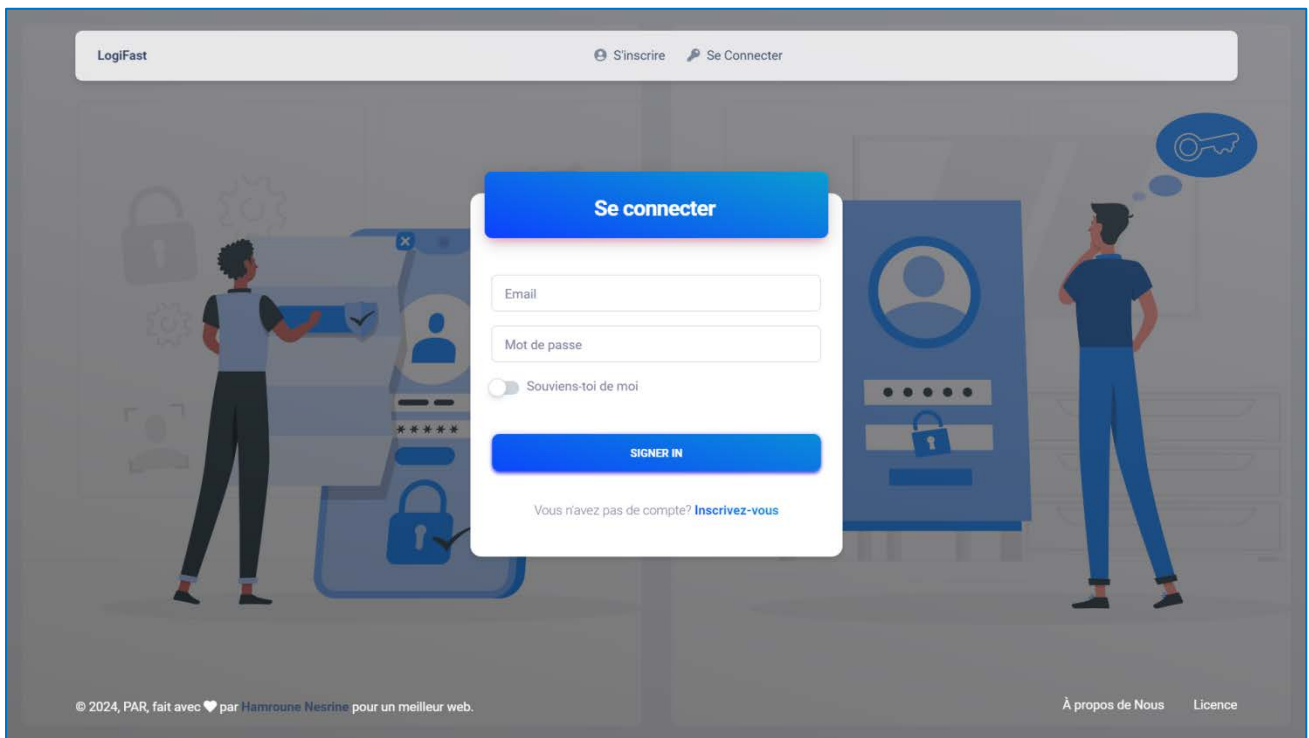 LogiFast
S'inscrire
Se Connecter
Se connecter
Email
Mot de passe
Souviens-toi de moi
SIGNER IN
Vous n'avez pas de compte? Inscrivez-vous
*****
© 2024, PAR, fait avec par Hamroune Nesrine pour un meilleur web.
À propos de Nous
Licence